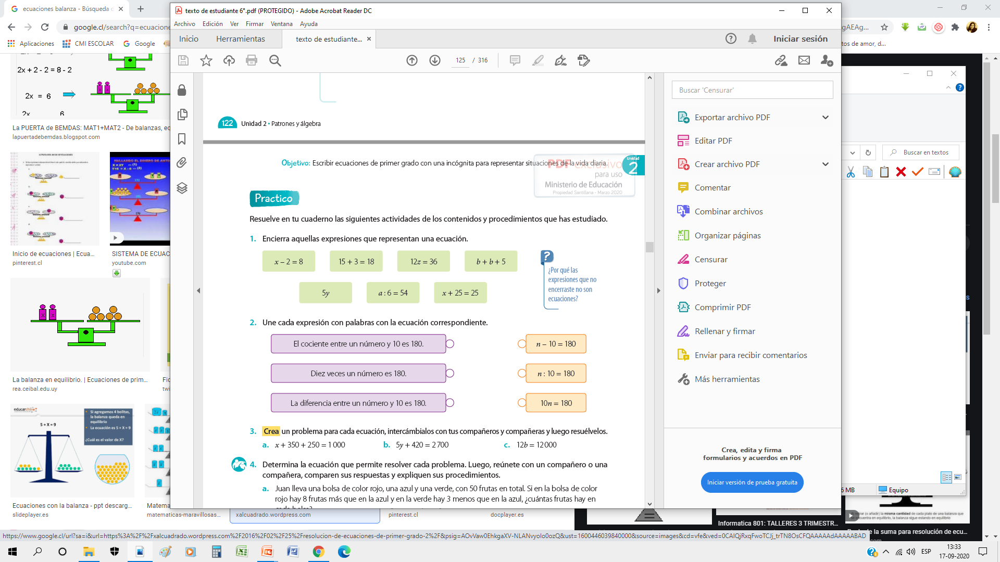 ecuaciones balanza - Búsqueda
texto de estudiante 6°.pdf (PROTEGIDO) - Adobe Acrobat Reader DC
google.cl/search?q=ecuacione
Archivo Edición Ver Firmar Ventana Ayuda
gAEAg...
Aplicaciones CMI ESCOLAR Google
Inicio Herramientas texto de estudiante... Iniciar sesión
tos de amor, d...
125 / 316
2x + 2 - 2 = 8 - 2
2x = 6
2x 6
La PUERTA de BEMDAS: MAT1+MAT2 - De balanzas, ec
lapuertadebemdas.blogspot.com
HALLANDO EL DINERO DE ANTO
Inicio de ecuaciones | Ecua...
pinterest.cl
SISTEMA DE ECUAC
youtube.com
x x
La balanza en equilibrio. | Ecuaciones de prim...
rea.ceibal.edu.uy
Fic
twi
educarchile
Si agregamos 4 bolitas, la balanza queda en equilibrio
La ecuación es 5 + X = 9
¿Cuál es el valor de X?
5 + X = 9
Ecuaciones con la balanza - ppt descarg...
slideplayer.es
Matema
matematicas-maravillosas...
xalcuadrado.wordpress.com
pinterest.cl
docplayer.es
122 Unidad 2 • Patrones y álgebra
Objetivo: Escribir ecuaciones de primer grado con una incógnita para representar situaciones de la vida diaria.
Unidad
2
PDF exclusivo
para uso
Ministerio de Educación
Propiedad Santillana - Marzo 2020
Practico
Resuelve en tu cuaderno las siguientes actividades de los contenidos y procedimientos que has estudiado.
1. Encierra aquellas expresiones que representan una ecuación.
x – 2 = 8 15 + 3 = 18 12z = 36 b + b + 5
5y a : 6 = 54 x + 25 = 25
?
¿Por qué las
expresiones que no
encerraste no son
ecuaciones?
2. Une cada expresión con palabras con la ecuación correspondiente.
El cociente entre un número y 10 es 180. n – 10 = 180
Diez veces un número es 180. n : 10 = 180
La diferencia entre un número y 10 es 180. 10n = 180
3. Crea un problema para cada ecuación, intercámbialos con tus compañeros y compañeras y luego resuélvelos.
a. x + 350 + 250 = 1 000 b. 5y + 420 = 2 700 c. 12b = 12 000
4. Determina la ecuación que permite resolver cada problema. Luego, reúnete con un compañero o una
compañera, comparen sus respuestas y expliquen sus procedimientos.
a. Juan lleva una bolsa de color rojo, una azul y una verde, con 50 frutas en total. Si en la bolsa de color
rojo hay 8 frutas más que en la azul y en la verde hay 3 menos que en la azul, ¿cuántas frutas hay en
cada bolsa?
Buscar 'Censurar'
Exportar archivo PDF
Editar PDF
Crear archivo PDF
Comentar
Combinar archivos
Organizar páginas
Censurar
Proteger
Comprimir PDF
Rellenar y firmar
Enviar para recibir comentarios
Más herramientas
Crea, edita y firma
formularios y acuerdos en PDF
Iniciar versión de prueba gratuita
Buscar en textos
6 MB Equipo
Informatica 801: TALLERES 3 TRIMESTR...
la suma para resolución de ecu...
https://www.google.cl/url?sa=i&url=https%3A%2F%2Fxalcuadrado.wordpress.com%2F2016%2F02%2F25%2Fresolucion-de-ecuaciones-de-primer-grado-2%2F&psig=AOvVaw0EhkgaXV-NLANvyoIo0ozQ&ust=1600446039840000&source=images&cd=vfe&ved=0CAIQjRxqFwoTCJj_trTN8OsCFQAAAAAdAAAAABAD
ESP
13:33
17-09-2020